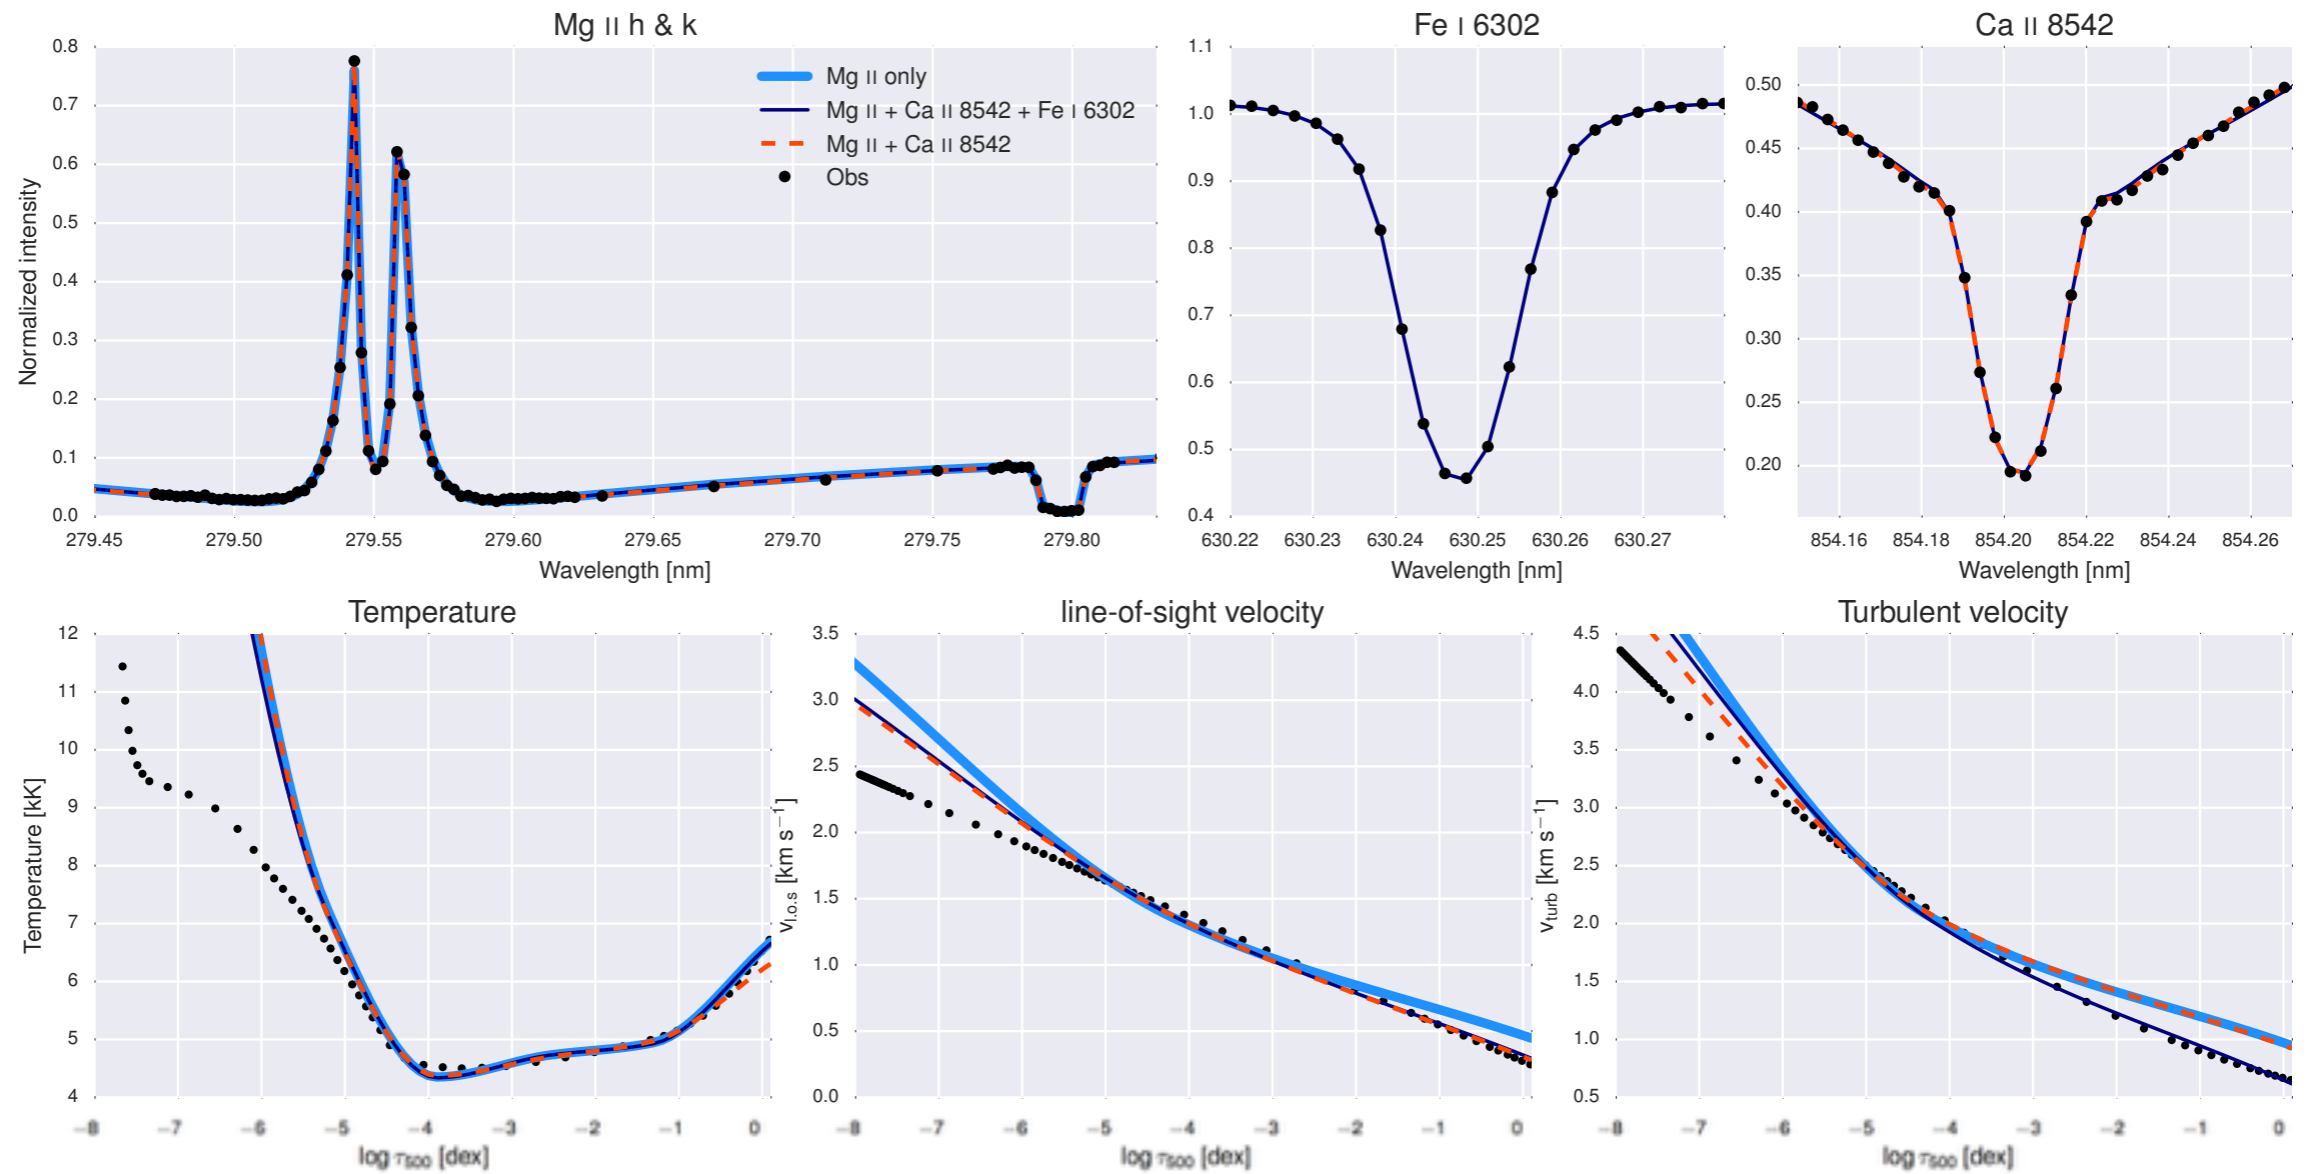 Mg II h & k
Fe I 6302
Ca II 8542
Mg II only
Mg II + Ca II 8542 + Fe I 6302
Mg II + Ca II 8542
Obs
Normalized intensity
0.8
0.7
0.6
0.5
0.4
0.3
0.2
0.1
0.0
279.45 279.50 279.55 279.60 279.65 279.70 279.75 279.80
Wavelength [nm]
1.1
1.0
0.9
0.8
0.7
0.6
0.5
0.4
630.22 630.23 630.24 630.25 630.26 630.27
Wavelength [nm]
0.50
0.45
0.40
0.35
0.30
0.25
0.20
854.16 854.18 854.20 854.22 854.24 854.26
Wavelength [nm]
Temperature
line-of-sight velocity
Turbulent velocity
Temperature [kK]
12
11
10
9
8
7
6
5
4
−8 −7 −6 −5 −4 −3 −2 −1 0
log τ500 [dex]
vl.o.s [km s−1]
3.5
3.0
2.5
2.0
1.5
1.0
0.5
0.0
−8 −7 −6 −5 −4 −3 −2 −1 0
log τ500 [dex]
vturb [km s−1]
4.5
4.0
3.5
3.0
2.5
2.0
1.5
1.0
0.5
−8 −7 −6 −5 −4 −3 −2 −1 0
log τ500 [dex]